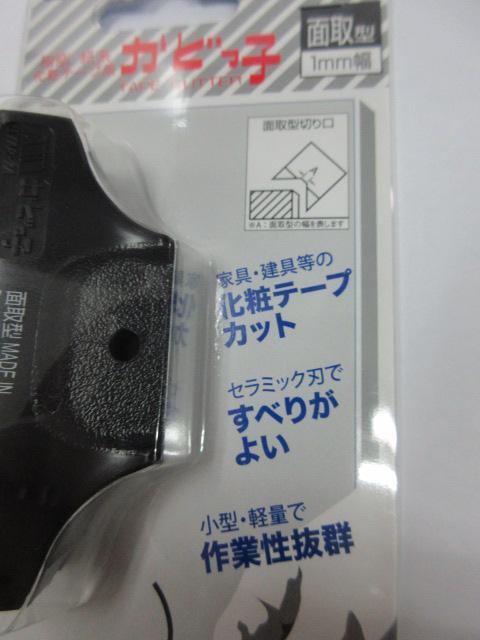 カドッ子
TAPE CUTTER
面取型
1mm幅
面取型切り口
※A：面取型の幅を表します
家具・建具等の
化粧テープ
カット
セラミック刃で
すべりが
よい
小型・軽量で
作業性抜群
面取型 MADE IN